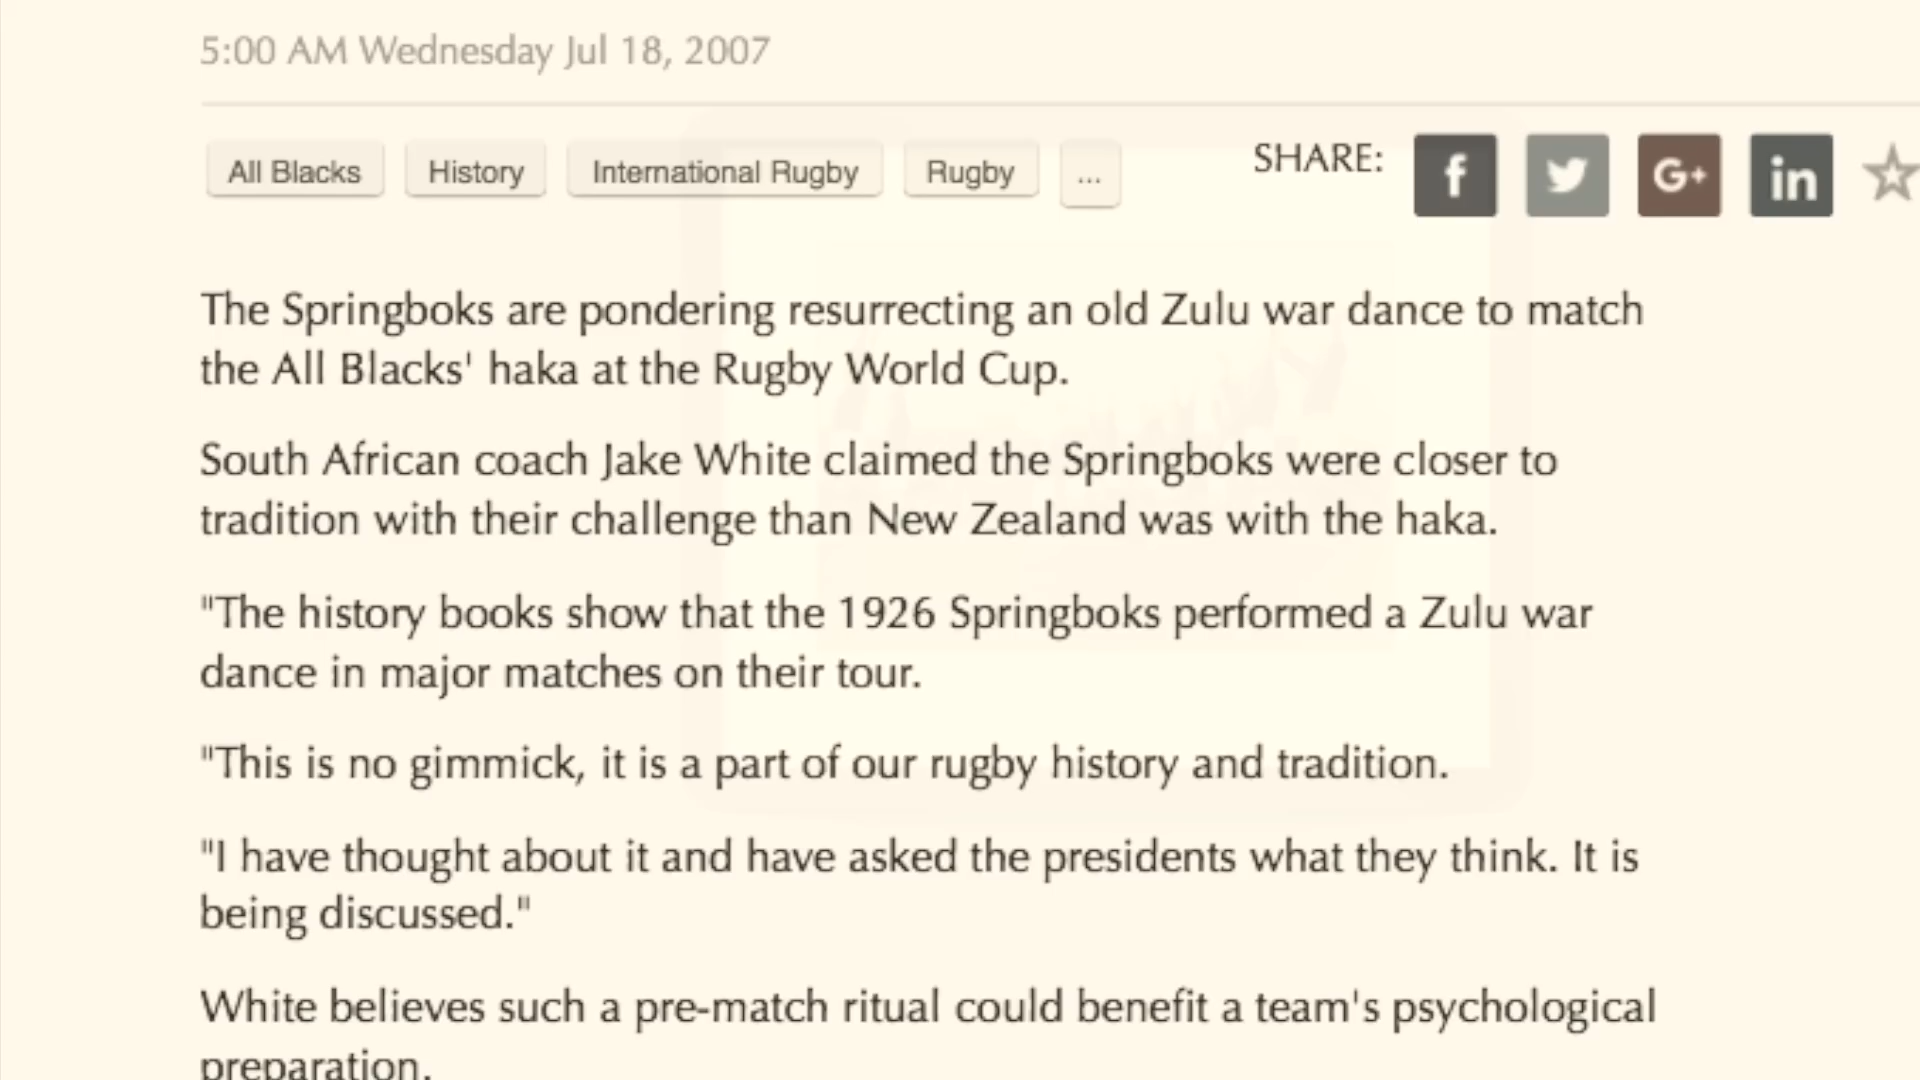 5:00 AM Wednesday Jul 18, 2007
All Blacks History International Rugby Rugby ... SHARE: f G+ in
The Springboks are pondering resurrecting an old Zulu war dance to match
the All Blacks' haka at the Rugby World Cup.
South African coach Jake White claimed the Springboks were closer to
tradition with their challenge than New Zealand was with the haka.
"The history books show that the 1926 Springboks performed a Zulu war
dance in major matches on their tour.
"This is no gimmick, it is a part of our rugby history and tradition.
"I have thought about it and have asked the presidents what they think. It is
being discussed."
White believes such a pre-match ritual could benefit a team's psychological
preparation.